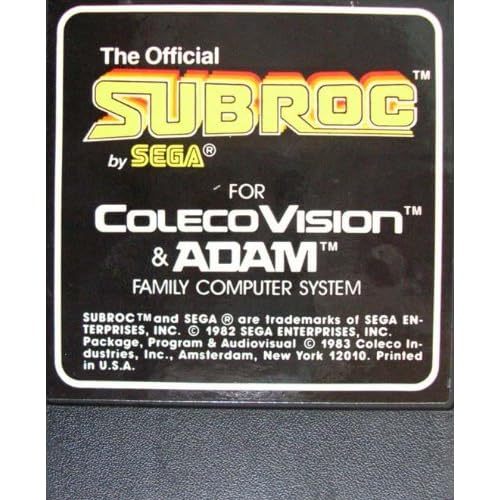 The Official
SUBROC™
by SEGA®
FOR
COLECOVISION™
& ADAM™
FAMILY COMPUTER SYSTEM
SUBROC™ and SEGA ® are trademarks of SEGA EN-
TERPRISES, INC. © 1982 SEGA ENTERPRISES, INC.
Package, Program & Audiovisual © 1983 Coleco In-
dustries, Inc., Amsterdam, New York 12010. Printed
in U.S.A.